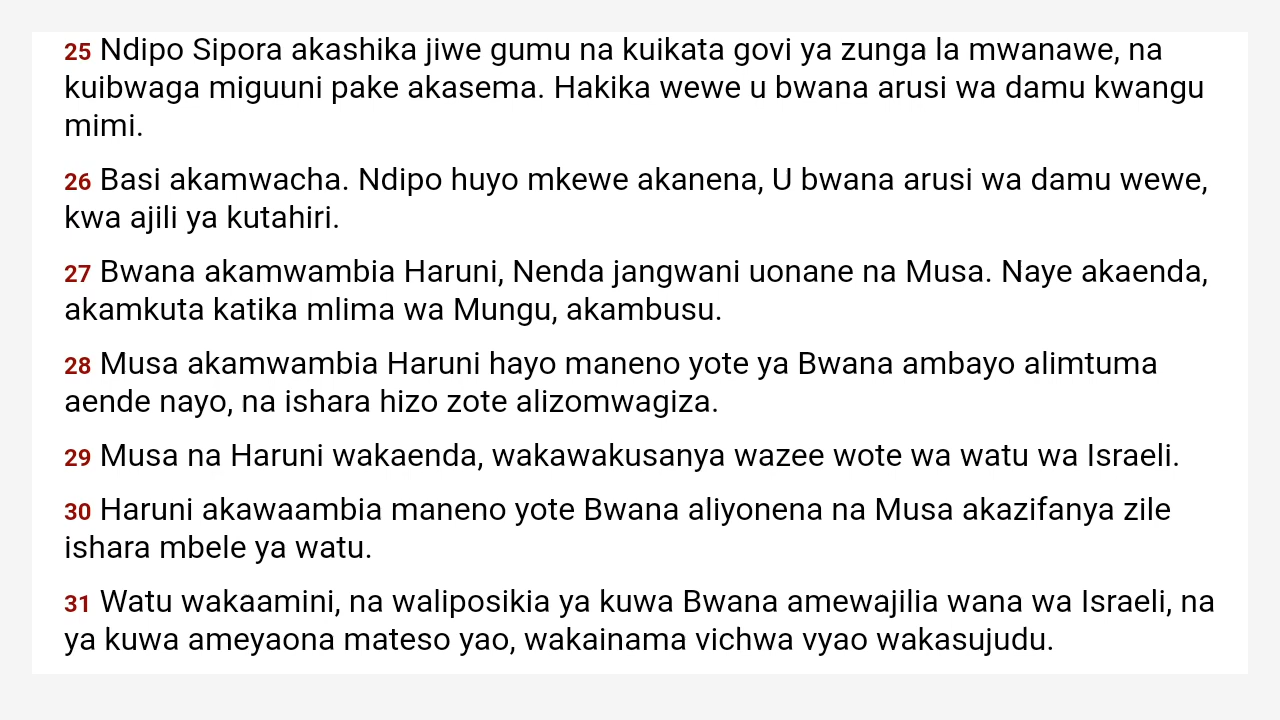 25 Ndipo Sipora akashika jiwe gumu na kuikata govi ya zunga la mwanawe, na
kuibwaga miguuni pake akasema. Hakika wewe u bwana arusi wa damu kwangu
mimi.
26 Basi akamwacha. Ndipo huyo mkewe akanena, U bwana arusi wa damu wewe,
kwa ajili ya kutahiri.
27 Bwana akamwambia Haruni, Nenda jangwani uonane na Musa. Naye akaenda,
akamkuta katika mlima wa Mungu, akambusu.
28 Musa akamwambia Haruni hayo maneno yote ya Bwana ambayo alimtuma
aende nayo, na ishara hizo zote alizomwagiza.
29 Musa na Haruni wakaenda, wakawakusanya wazee wote wa watu wa Israeli.
30 Haruni akawaambia maneno yote Bwana aliyonena na Musa akazifanya zile
ishara mbele ya watu.
31 Watu wakaamini, na waliposikia ya kuwa Bwana amewajilia wana wa Israeli, na
ya kuwa ameyaona mateso yao, wakainama vichwa vyao wakasujudu.